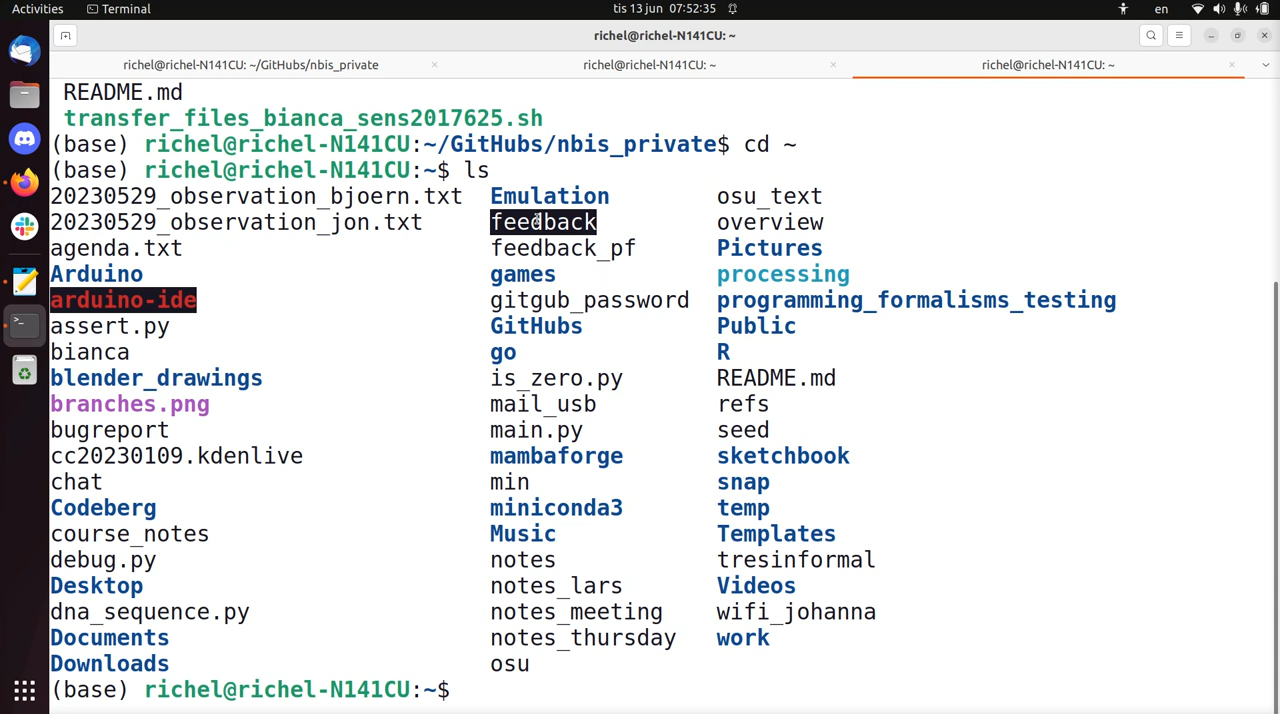 Activities Terminal tis 13 jun 07:52:35 en
richel@richel-N141CU: ~
richel@richel-N141CU: ~/GitHubs/nbis_private richel@richel-N141CU: ~ richel@richel-N141CU: ~
README.md
transfer_files_bianca_sens2017625.sh
(base) richel@richel-N141CU:~/GitHubs/nbis_private$ cd ~
(base) richel@richel-N141CU:~$ ls
20230529_observation_bjoern.txt Emulation osu_text
20230529_observation_jon.txt feedback overview
agenda.txt feedback_pf Pictures
Arduino games processing
arduino-ide gitgub_password programming_formalisms_testing
assert.py GitHubs Public
bianca go R
blender_drawings is_zero.py README.md
branches.png mail_usb refs
bugreport main.py seed
cc20230109.kdenlive mambaforge sketchbook
chat min snap
Codeberg miniconda3 temp
course_notes Music Templates
debug.py notes tresinformal
Desktop notes_lars Videos
dna_sequence.py notes_meeting wifi_johanna
Documents notes_thursday work
Downloads osu
(base) richel@richel-N141CU:~$